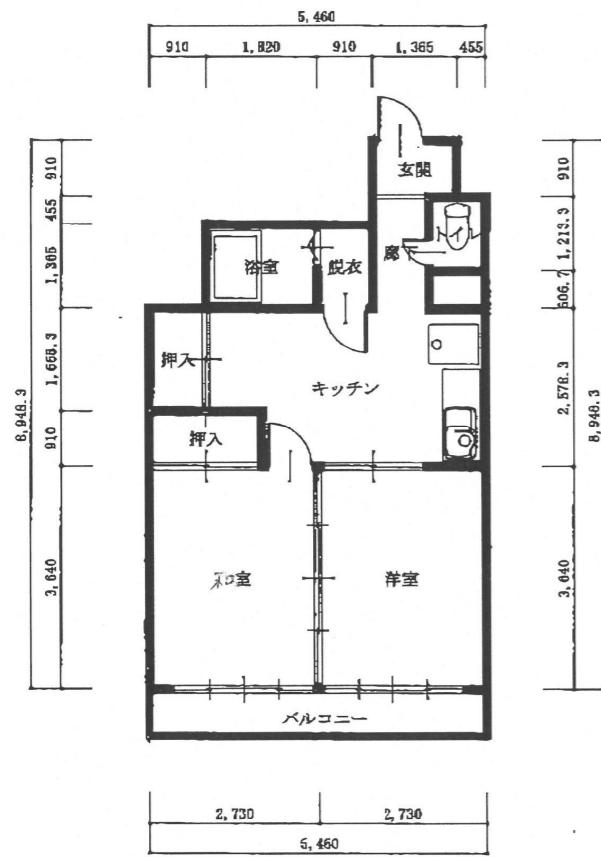 5,460
910 1,820 910 1,365 455
玄関
トイレ
廊下
浴室
脱衣
押入
キッチン
押入
和室
洋室
バルコニー
910
455
1,365
1,668.3
910
3,640
8,948.3
910
1,213.3
606.7
2,578.3
3,640
8,948.3
2,730 2,730
5,460